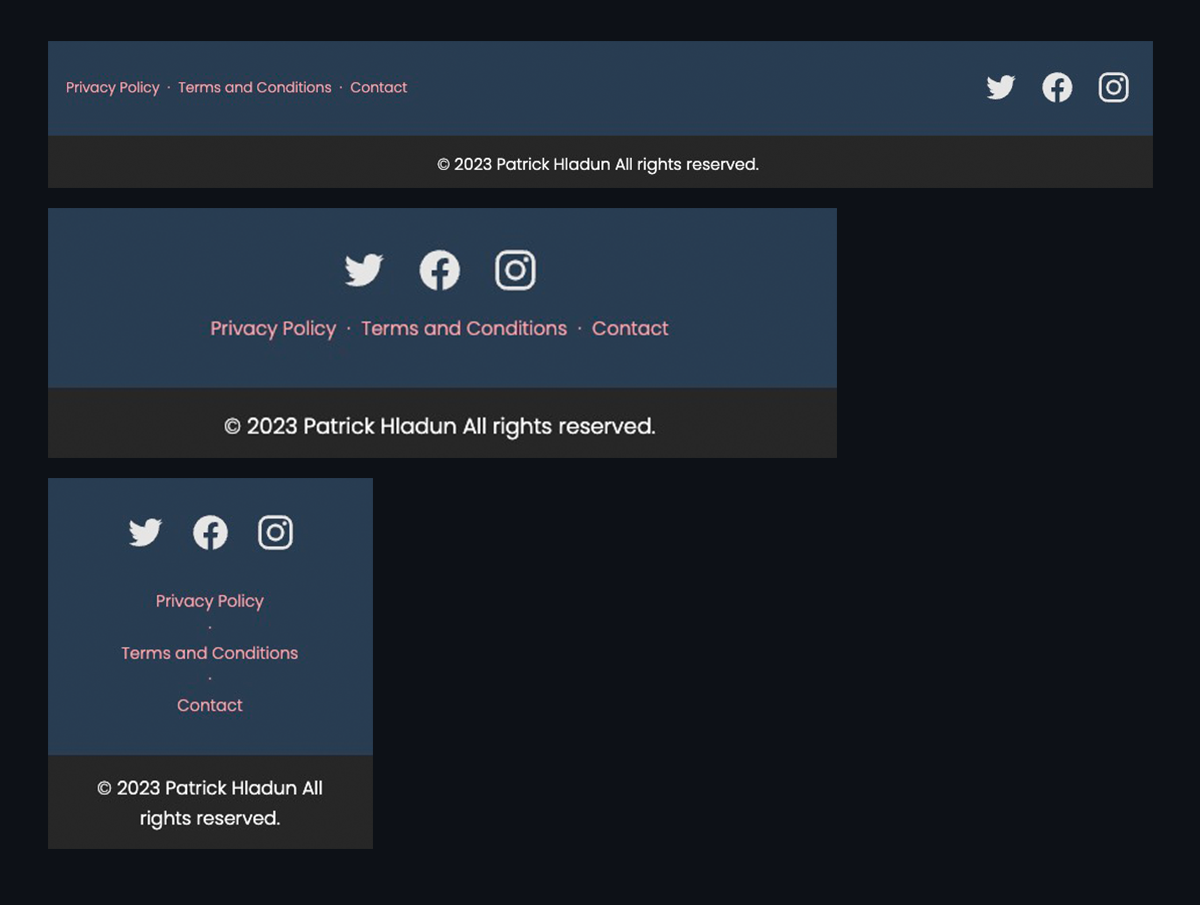 Privacy Policy · Terms and Conditions · Contact
© 2023 Patrick Hladun All rights reserved.
Privacy Policy · Terms and Conditions · Contact
© 2023 Patrick Hladun All rights reserved.
Privacy Policy
·
Terms and Conditions
·
Contact
© 2023 Patrick Hladun All
rights reserved.